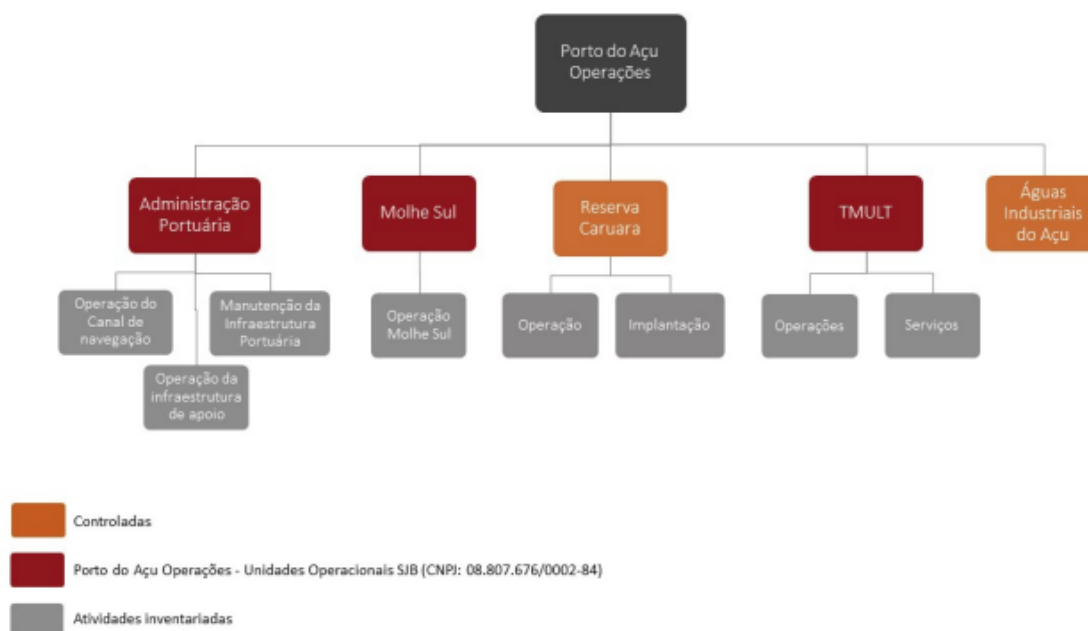 Porto do Açu
Operações
Administração
Portuária
Molhe Sul
Reserva
Caruara
TMULT
Águas
Industriais
do Açu
Operação do
Canal de
navegação
Manutenção da
Infraestrutura
Portuária
Operação da
infraestrutura
de apoio
Operação
Molhe Sul
Operação
Implantação
Operações
Serviços
Controladas
Porto do Açu Operações - Unidades Operacionais SJB (CNPJ: 08.807.676/0002-84)
Atividades inventariadas